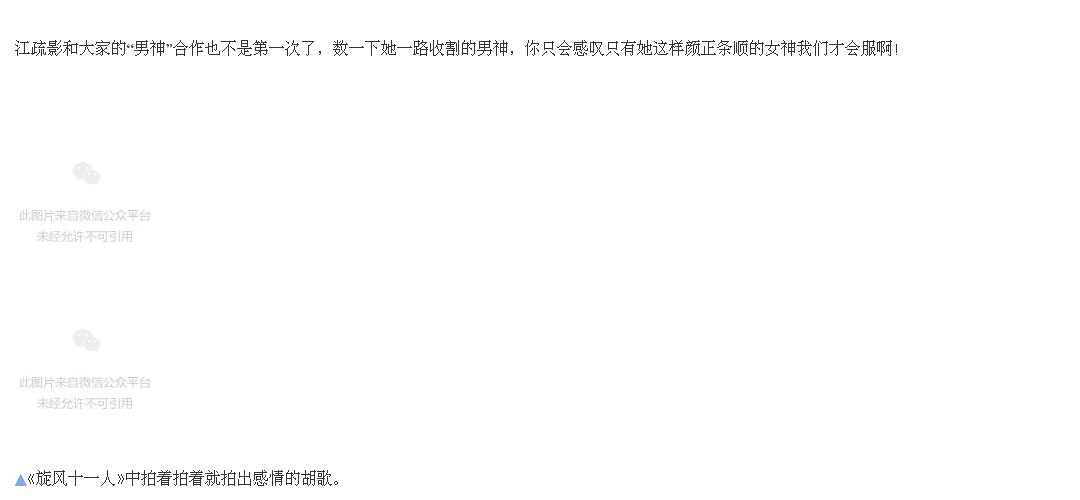 江疏影和大家的“男神”合作也不是第一次了，数一下她一路收割的男神，你只会感叹只有她这样颜正条顺的女神我们才会服啊！
此图片来自微信公众平台
未经允许不可引用
此图片来自微信公众平台
未经允许不可引用
▲《旋风十一人》中拍着拍着就拍出感情的胡歌。